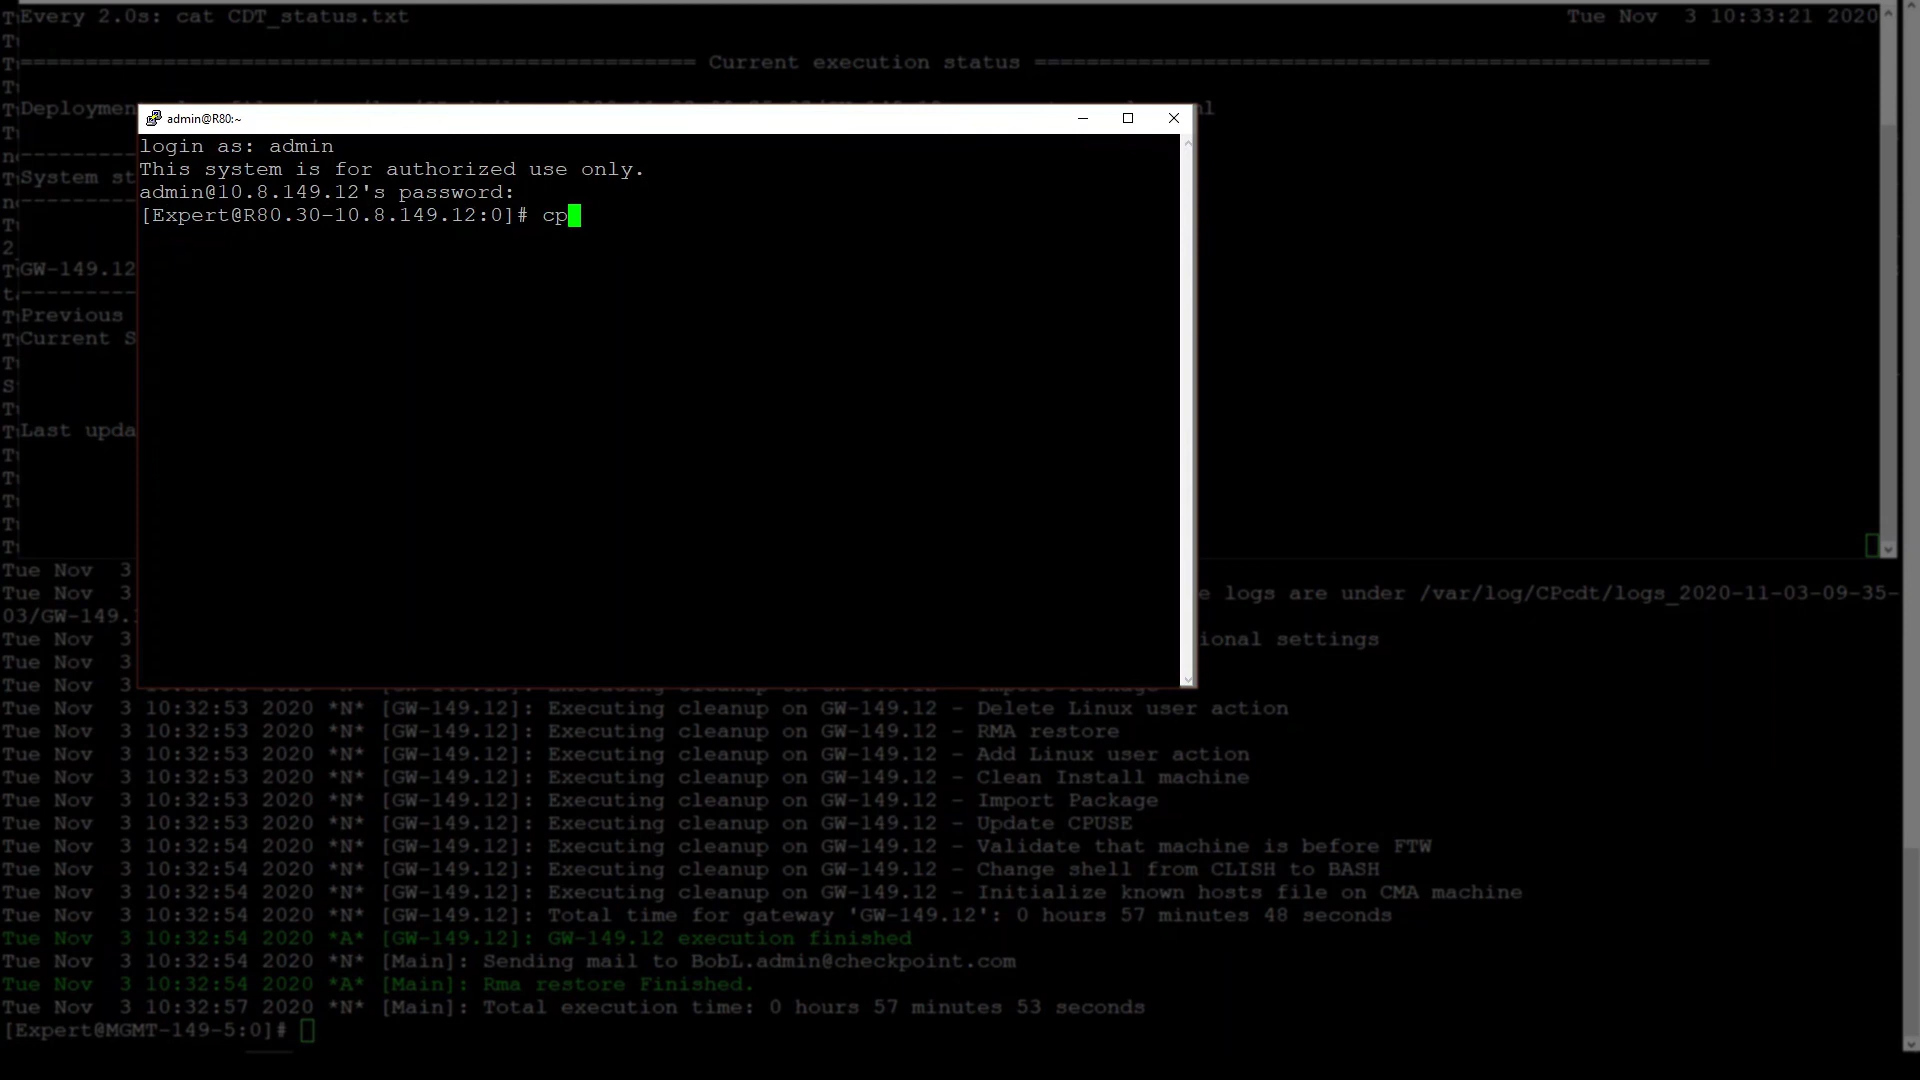 Every 2.0s: cat CDT_status.txt Tue Nov  3 10:33:21 2020
================ Current execution status ================
Deploymen
System st
GW-149.12
Previous
Current S
Last upda
admin@R80:~
login as: admin
This system is for authorized use only.
admin@10.8.149.12's password:
[Expert@R80.30-10.8.149.12:0]# cp
Tue Nov  3
Tue Nov  3 e logs are under /var/log/CPcdt/logs_2020-11-03-09-35-
03/GW-149.
Tue Nov  3 ional settings
Tue Nov  3
Tue Nov  3
Tue Nov  3 10:32:53 2020 *N* [GW-149.12]: Executing cleanup on GW-149.12 - Delete Linux user action
Tue Nov  3 10:32:53 2020 *N* [GW-149.12]: Executing cleanup on GW-149.12 - RMA restore
Tue Nov  3 10:32:53 2020 *N* [GW-149.12]: Executing cleanup on GW-149.12 - Add Linux user action
Tue Nov  3 10:32:53 2020 *N* [GW-149.12]: Executing cleanup on GW-149.12 - Clean Install machine
Tue Nov  3 10:32:53 2020 *N* [GW-149.12]: Executing cleanup on GW-149.12 - Import Package
Tue Nov  3 10:32:53 2020 *N* [GW-149.12]: Executing cleanup on GW-149.12 - Update CPUSE
Tue Nov  3 10:32:54 2020 *N* [GW-149.12]: Executing cleanup on GW-149.12 - Validate that machine is before FTW
Tue Nov  3 10:32:54 2020 *N* [GW-149.12]: Executing cleanup on GW-149.12 - Change shell from CLISH to BASH
Tue Nov  3 10:32:54 2020 *N* [GW-149.12]: Executing cleanup on GW-149.12 - Initialize known hosts file on CMA machine
Tue Nov  3 10:32:54 2020 *N* [GW-149.12]: Total time for gateway 'GW-149.12': 0 hours 57 minutes 48 seconds
Tue Nov  3 10:32:54 2020 *A* [GW-149.12]: GW-149.12 execution finished
Tue Nov  3 10:32:54 2020 *N* [Main]: Sending mail to BobL.admin@checkpoint.com
Tue Nov  3 10:32:54 2020 *A* [Main]: Rma restore Finished.
Tue Nov  3 10:32:57 2020 *N* [Main]: Total execution time: 0 hours 57 minutes 53 seconds
[Expert@MGMT-149-5:0]#